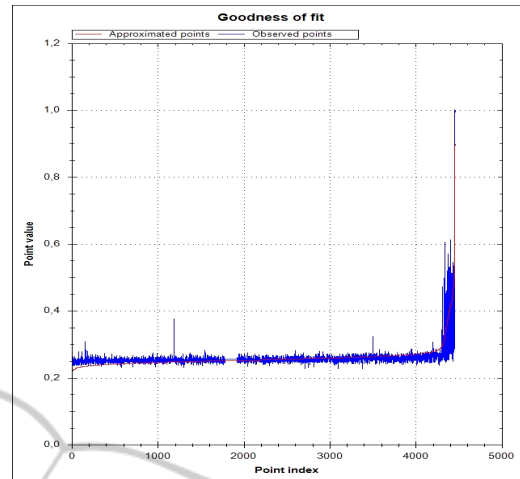 Goodness of fit
Approximated points Observed points
1,2
1,0
0,8
0,6
0,4
0,2
0,0
Point value
0 1000 2000 3000 4000 5000
Point index